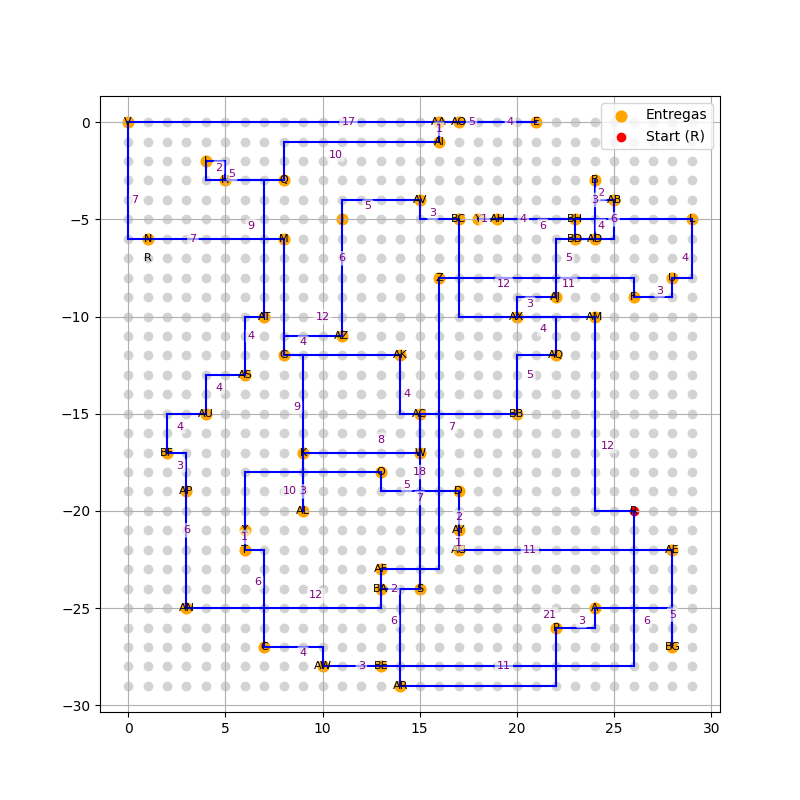 Entregas
Start (R)
V
AA
AO
5
4
E
17
1
AI
10
2
5
Q
B
2
3
AB
7
AV
5
3
BC
Y
1
AH
4
6
BH
4
6
L
9
N
7
M
R
6
5
BD
AD
4
Z
12
11
U
F
3
AJ
3
AT
12
AX
AM
4
4
4
AZ
G
AK
AQ
AS
4
4
5
AU
9
AG
BB
4
8
7
12
BF
K
W
3
18
O
5
AP
10
3
7
D
2
AL
R
6
1
AY
1
T
11
AE
AF
6
12
BA
2
S
AN
A
5
6
21
3
6
P
C
4
BG
AW
3
BE
11
AR
0
−5
−10
−15
−20
−25
−30
0
5
10
15
20
25
30